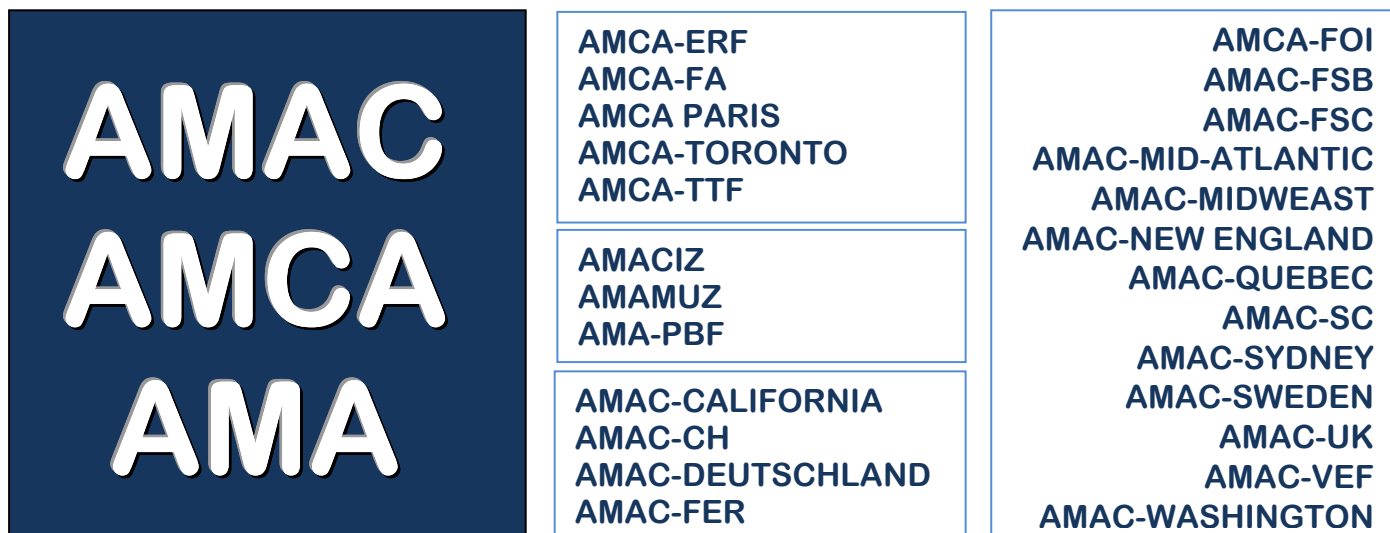 AMAC
AMCA
AMA
AMCA-ERF
AMCA-FA
AMCA PARIS
AMCA-TORONTO
AMCA-TTF
AMACIZ
AMAMUZ
AMA-PBF
AMAC-CALIFORNIA
AMAC-CH
AMAC-DEUTSCHLAND
AMAC-FER
AMCA-FOI
AMAC-FSB
AMAC-FSC
AMAC-MID-ATLANTIC
AMAC-MIDWEAST
AMAC-NEW ENGLAND
AMAC-QUEBEC
AMAC-SC
AMAC-SYDNEY
AMAC-SWEDEN
AMAC-UK
AMAC-VEF
AMAC-WASHINGTON